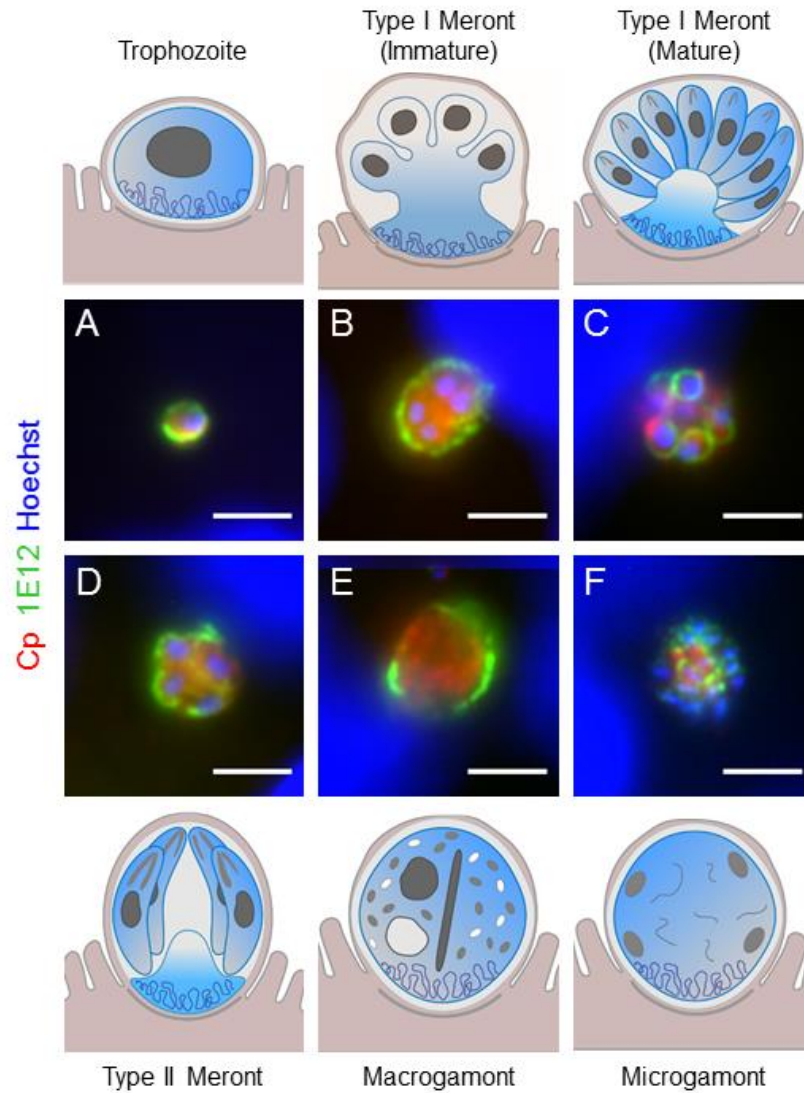 Trophozoite
Type I Meront
(Immature)
Type I Meront
(Mature)
A
B
C
Cp 1E12 Hoechst
D
E
F
Type II Meront
Macrogamont
Microgamont